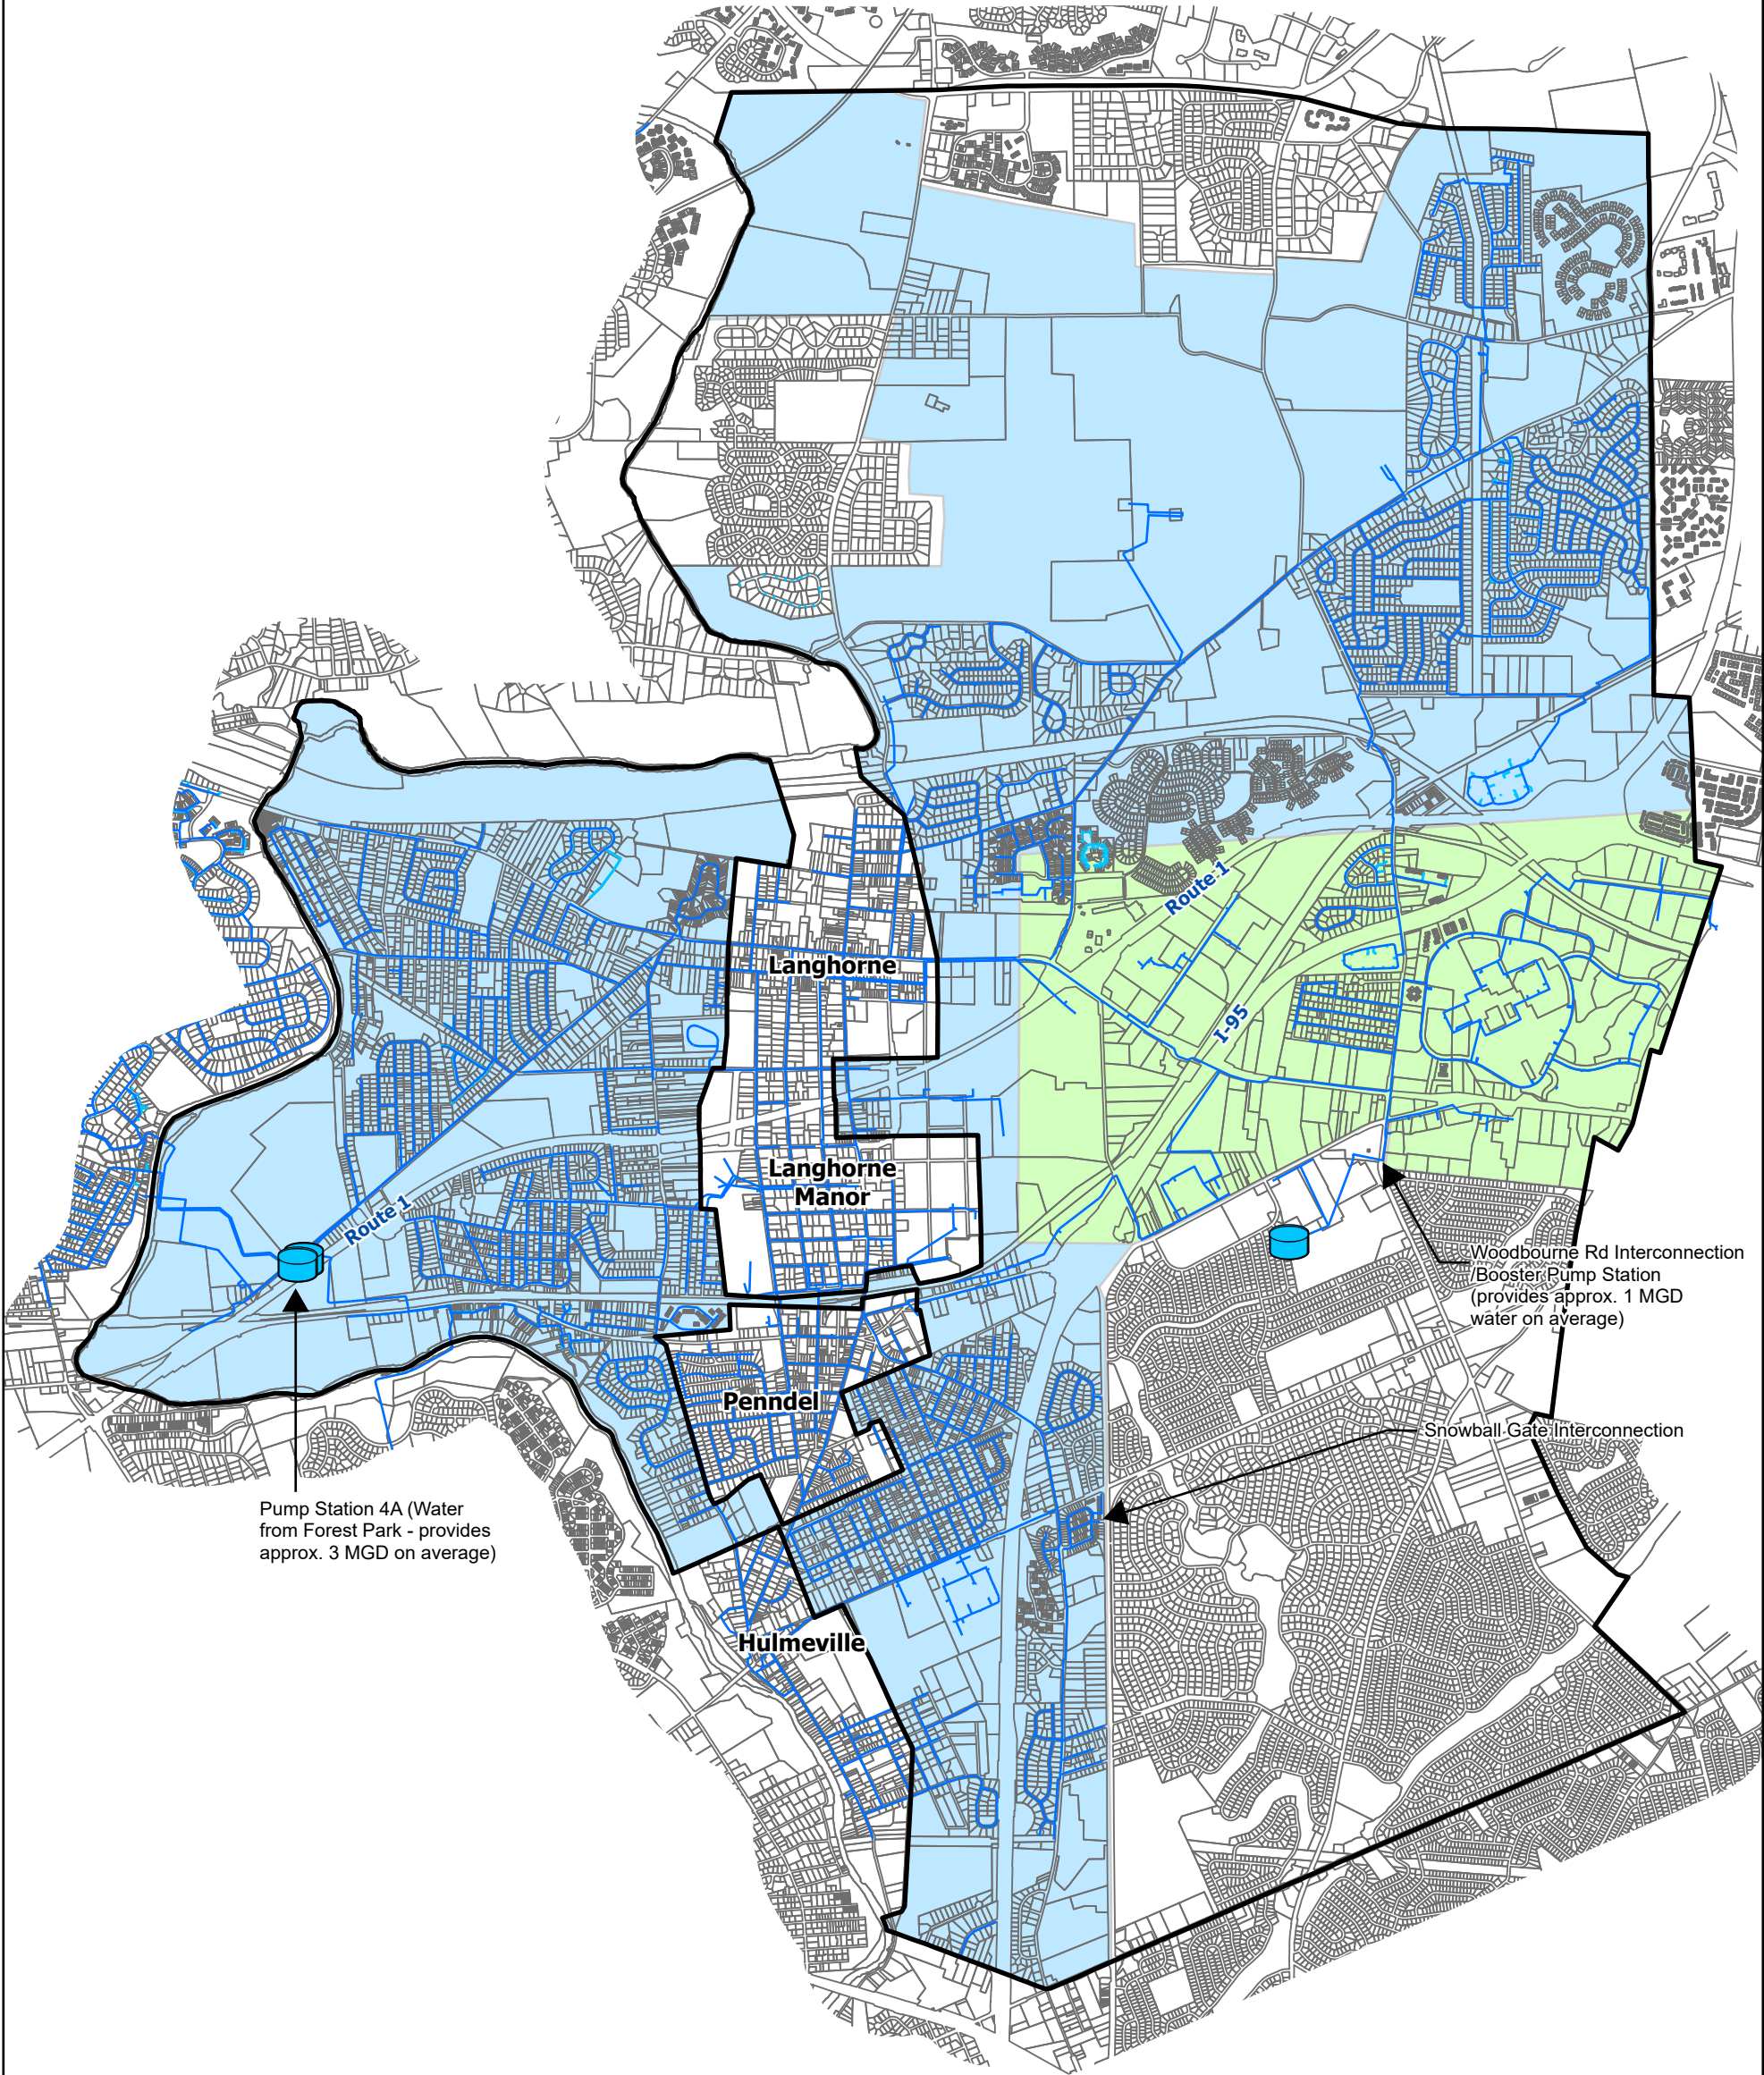 Route 1
Langhorne
I-95
Langhorne
Manor
Route 1
Woodbourne Rd Interconnection
/Booster Pump Station
(provides approx. 1 MGD
water on average)
Penndel
Snowball Gate Interconnection
Pump Station 4A (Water
from Forest Park - provides
approx. 3 MGD on average)
Hulmeville